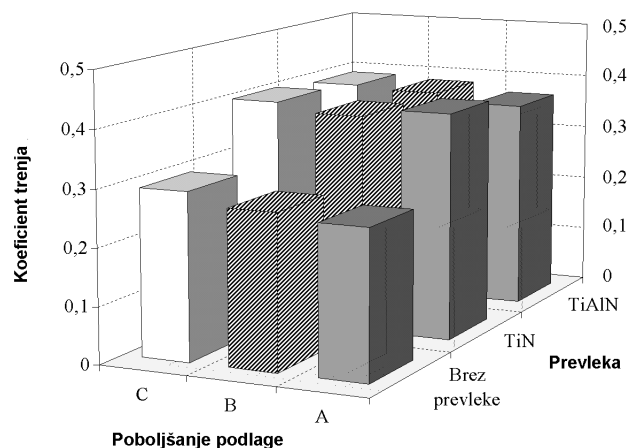 0,5
0,4
0,3
0,2
0,1
0
Koeficient trenja
0,5
0,4
0,3
0,2
0,1
0
C
B
A
Poboljšanje podlage
Brez
prevleke
TiN
TiAlN
Prevleka